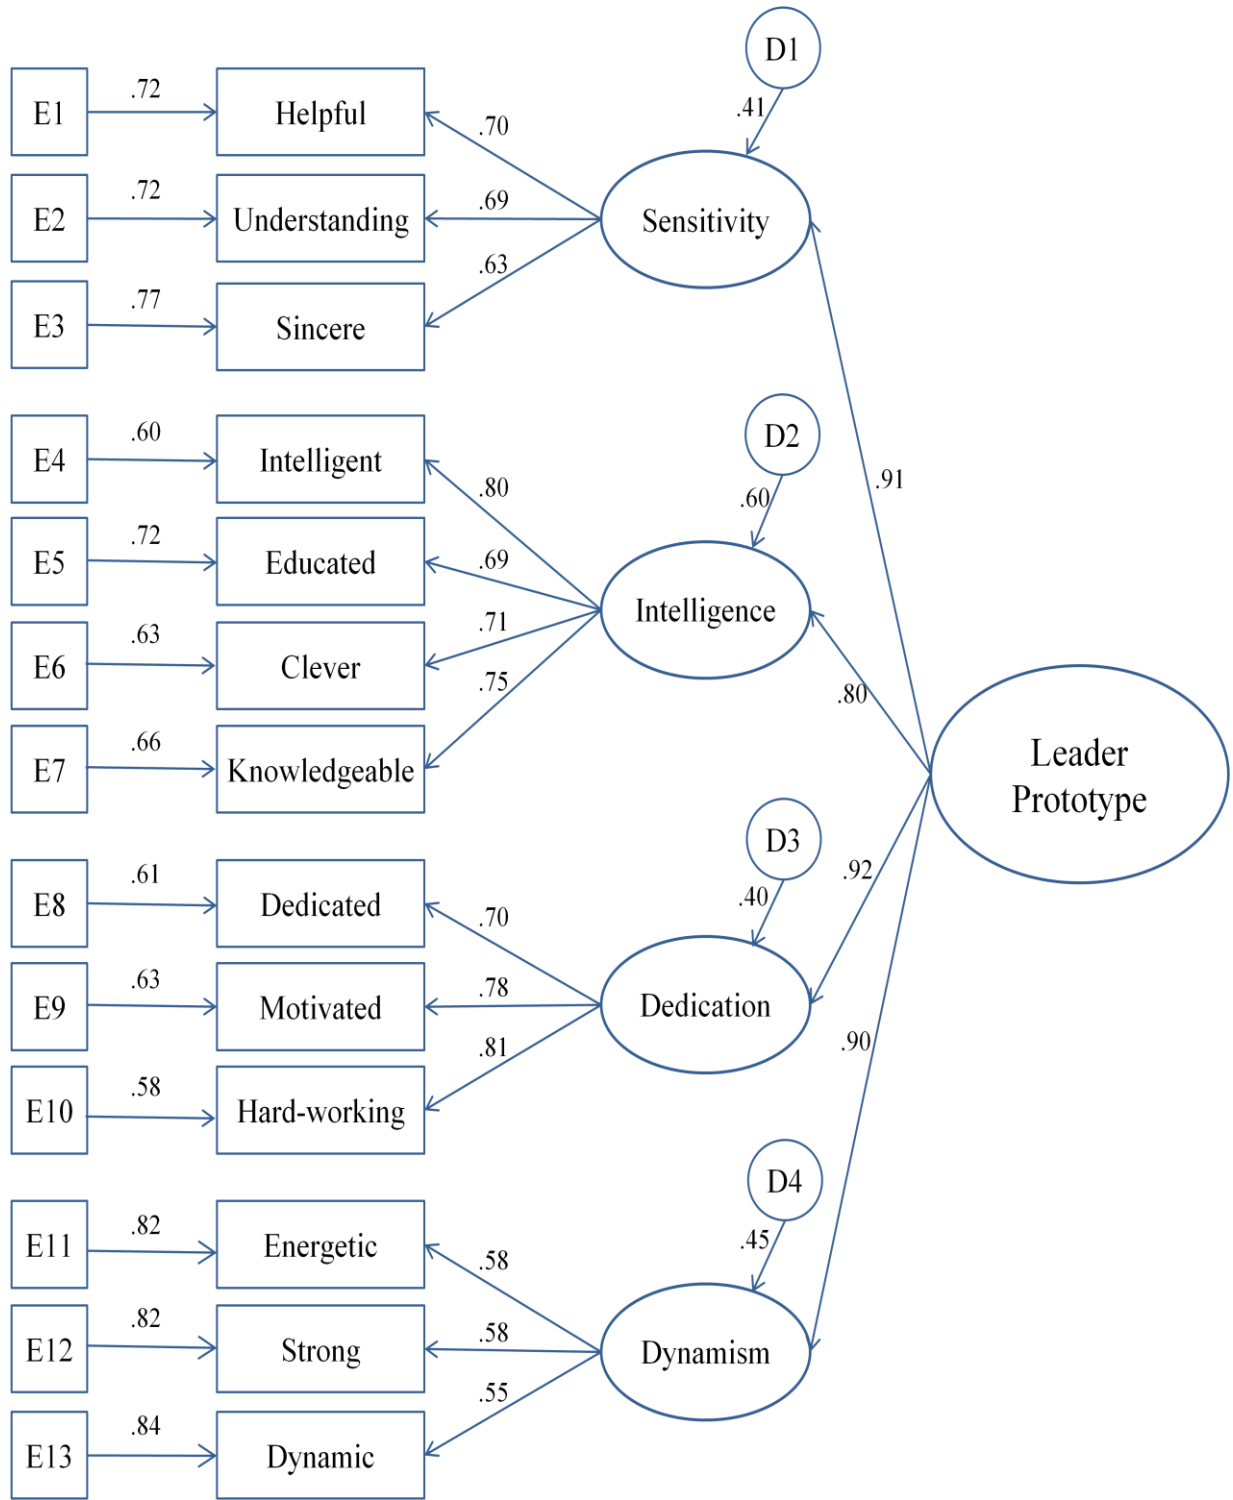 D1
.41
E1
.72
Helpful
.70
E2
.72
Understanding
.69
Sensitivity
E3
.77
Sincere
.63
.91
D2
.60
E4
.60
Intelligent
.80
E5
.72
Educated
.69
Intelligence
E6
.63
Clever
.71
E7
.66
Knowledgeable
.75
.80
Leader
Prototype
D3
.40
.92
E8
.61
Dedicated
.70
E9
.63
Motivated
.78
Dedication
E10
.58
Hard-working
.81
.90
D4
.45
E11
.82
Energetic
.58
E12
.82
Strong
.58
Dynamism
E13
.84
Dynamic
.55